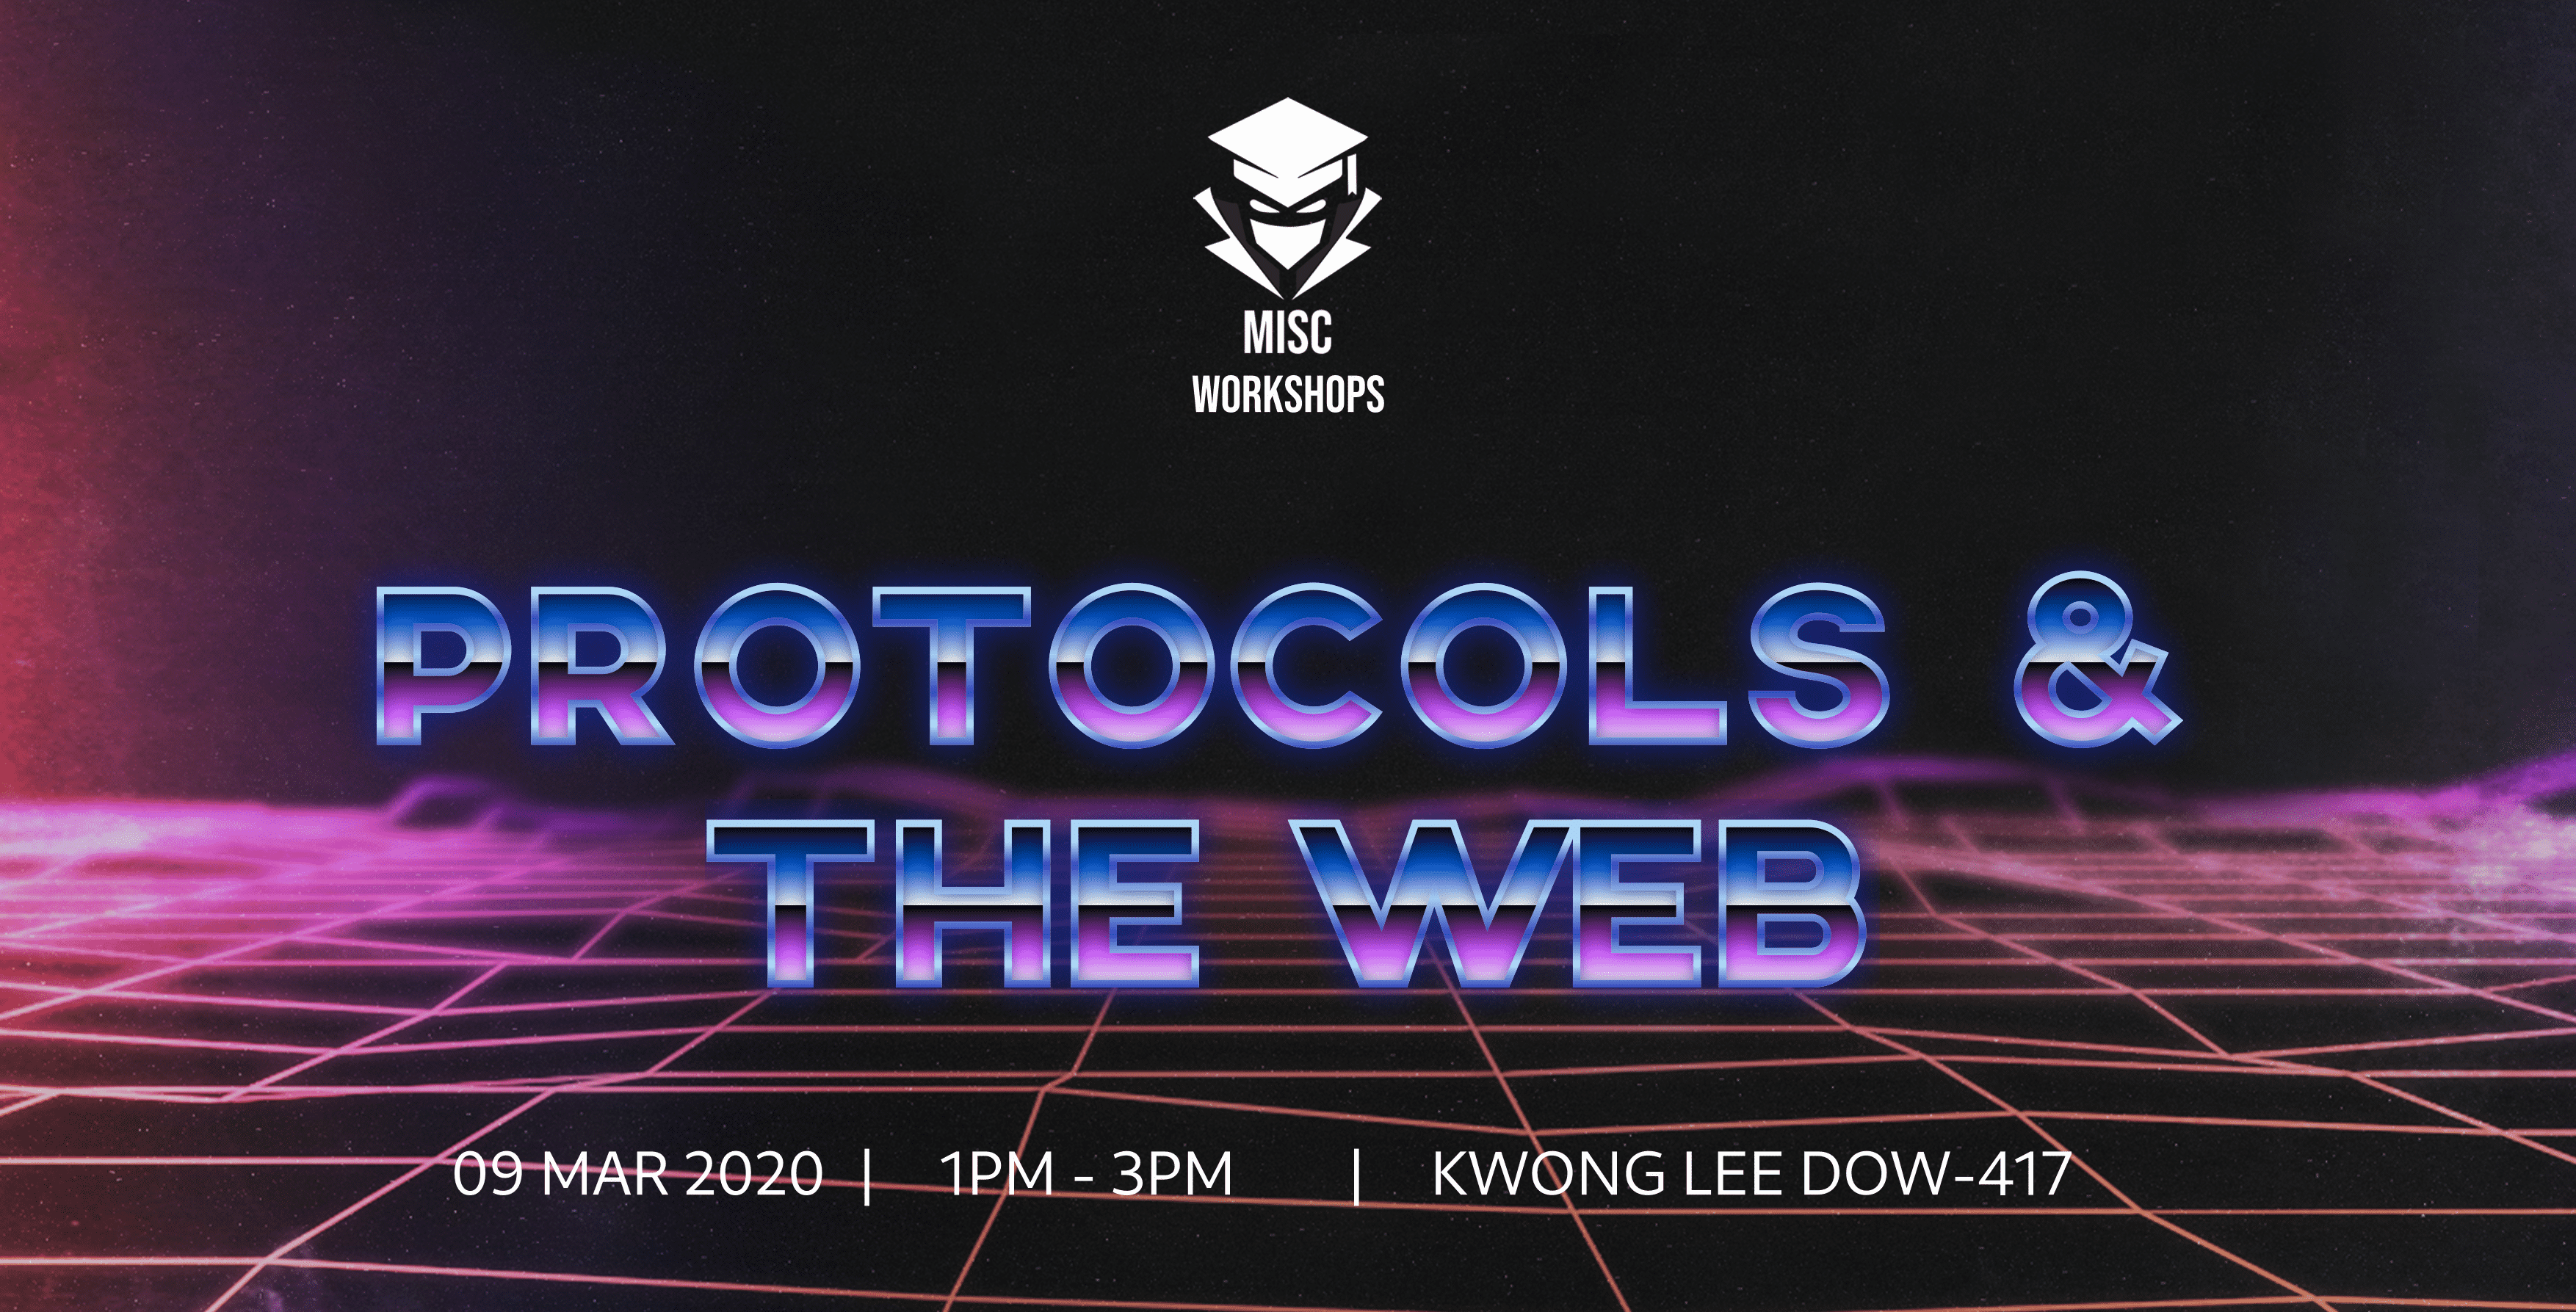 MISC
WORKSHOPS
PROTOCOLS &
THE WEB
09 MAR 2020 | 1PM - 3PM | KWONG LEE DOW-417